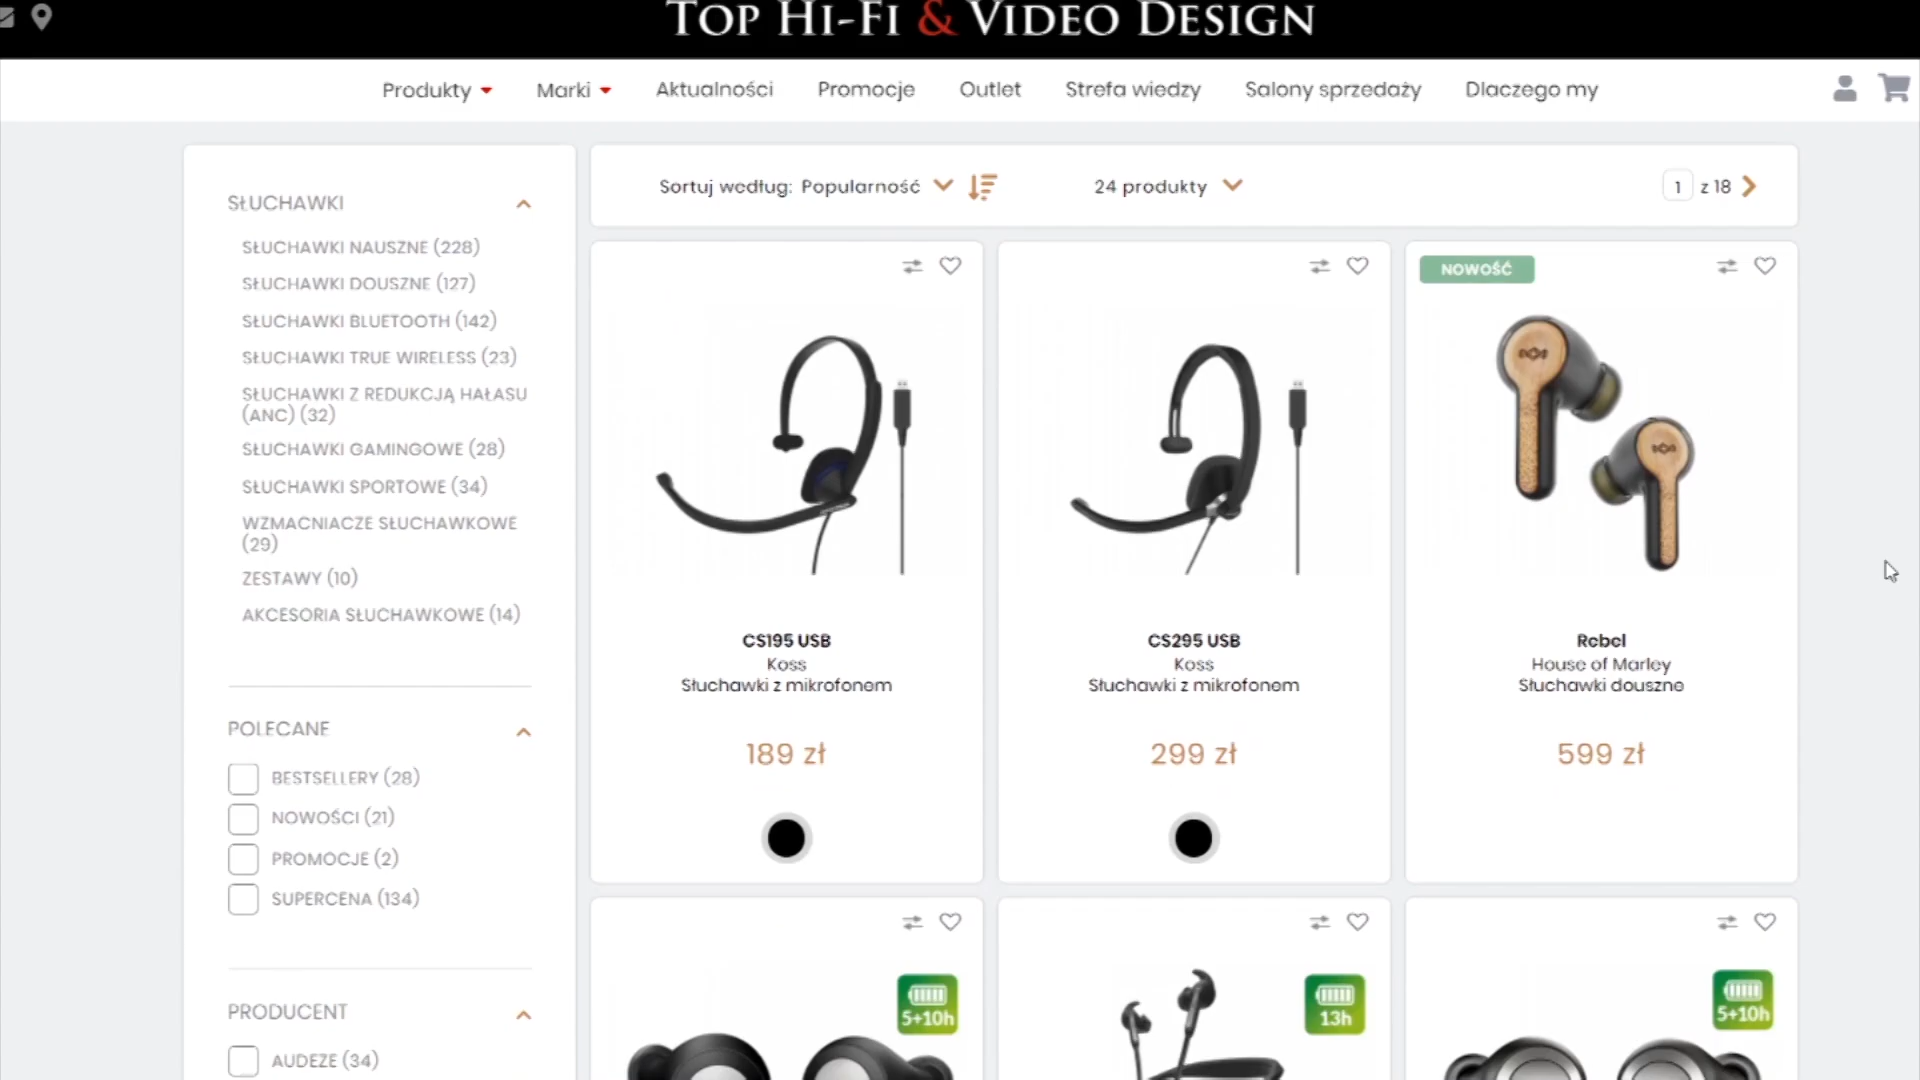 TOP HI-FI & VIDEO DESIGN
Produkty
Marki
Aktualności
Promocje
Outlet
Strefa wiedzy
Salony sprzedaży
Dlaczego my
SŁUCHAWKI
SŁUCHAWKI NAUSZNE (228)
SŁUCHAWKI DOUSZNE (127)
SŁUCHAWKI BLUETOOTH (142)
SŁUCHAWKI TRUE WIRELESS (23)
SŁUCHAWKI Z REDUKCJĄ HAŁASU
(ANC) (32)
SŁUCHAWKI GAMINGOWE (28)
SŁUCHAWKI SPORTOWE (34)
WZMACNIACZE SŁUCHAWKOWE
(29)
ZESTAWY (10)
AKCESORIA SŁUCHAWKOWE (14)
POLECANE
BESTSELLERY (28)
NOWOŚCI (21)
PROMOCJE (2)
SUPERCENA (134)
PRODUCENT
AUDEZE (34)
Sortuj według: Popularność
24 produkty
1 z 18
CS195 USB
Koss
Słuchawki z mikrofonem
189 zł
CS295 USB
Koss
Słuchawki z mikrofonem
299 zł
NOWOŚĆ
Rebel
House of Marley
Słuchawki douszne
599 zł
5+10h
13h
5+10h